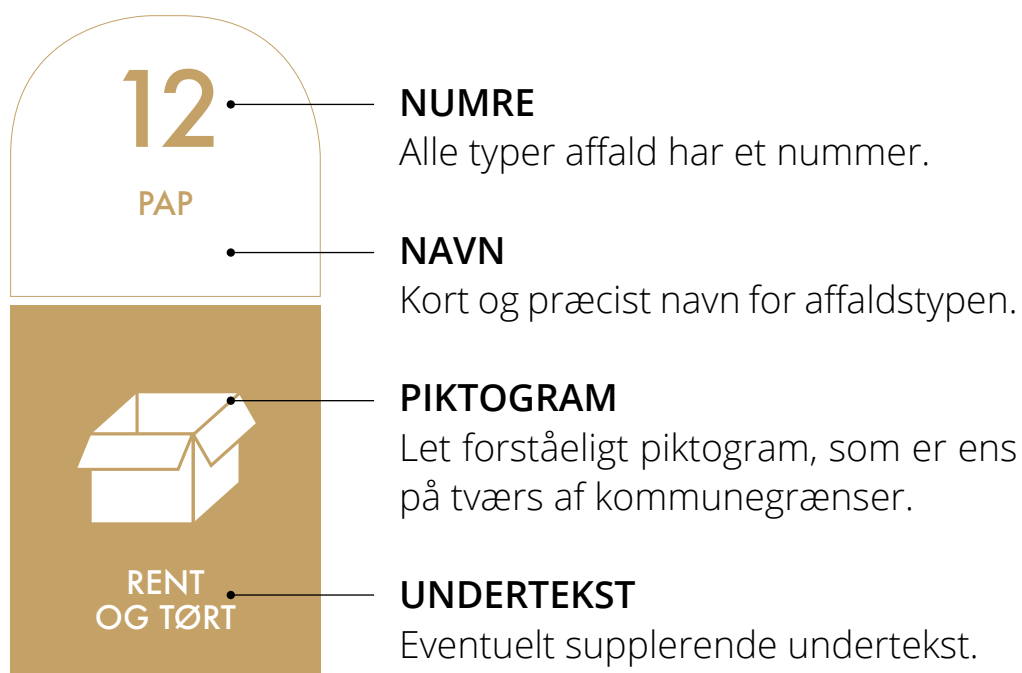 12
PAP
RENT
OG TØRT
NUMRE
Alle typer affald har et nummer.
NAVN
Kort og præcist navn for affaldstypen.
PIKTOGRAM
Let forståeligt piktogram, som er ens
på tværs af kommunegrænser.
UNDERTEKST
Eventuelt supplerende undertekst.